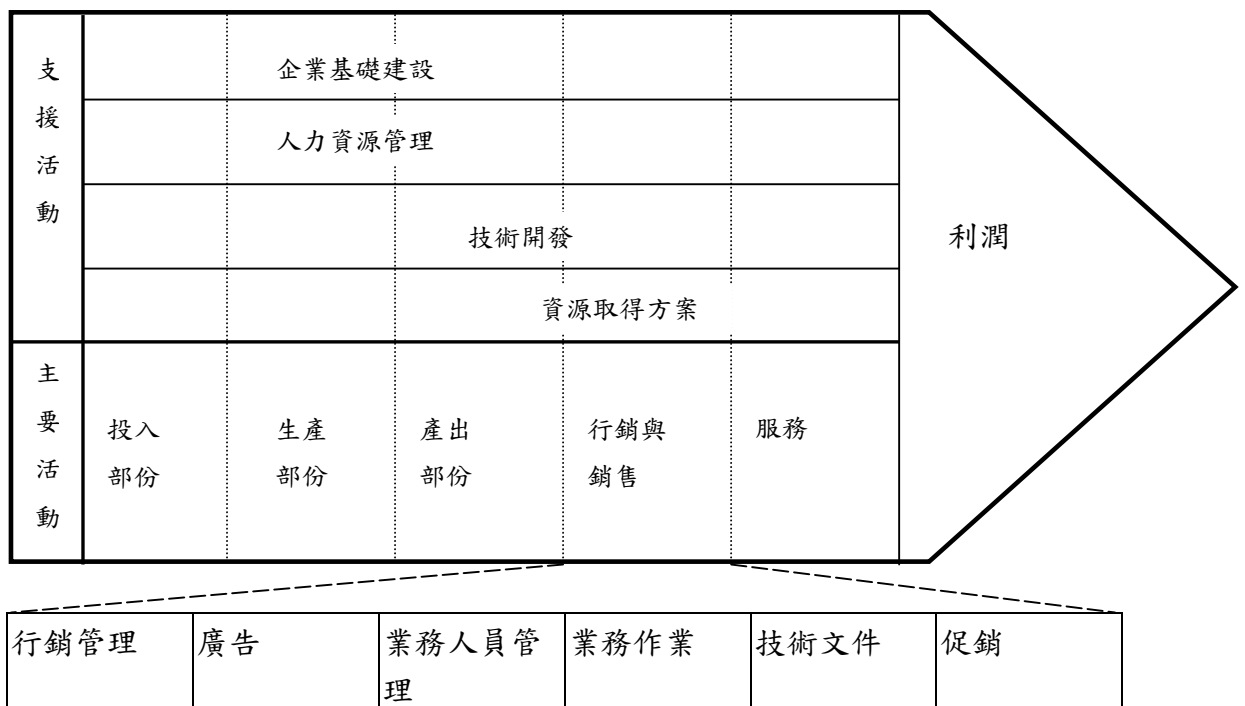 支
援
活
動
企業基礎建設
人力資源管理
技術開發
資源取得方案
利潤
主
要
活
動
投入
部份
生產
部份
產出
部份
行銷與
銷售
服務
行銷管理
廣告
業務人員管
理
業務作業
技術文件
促銷